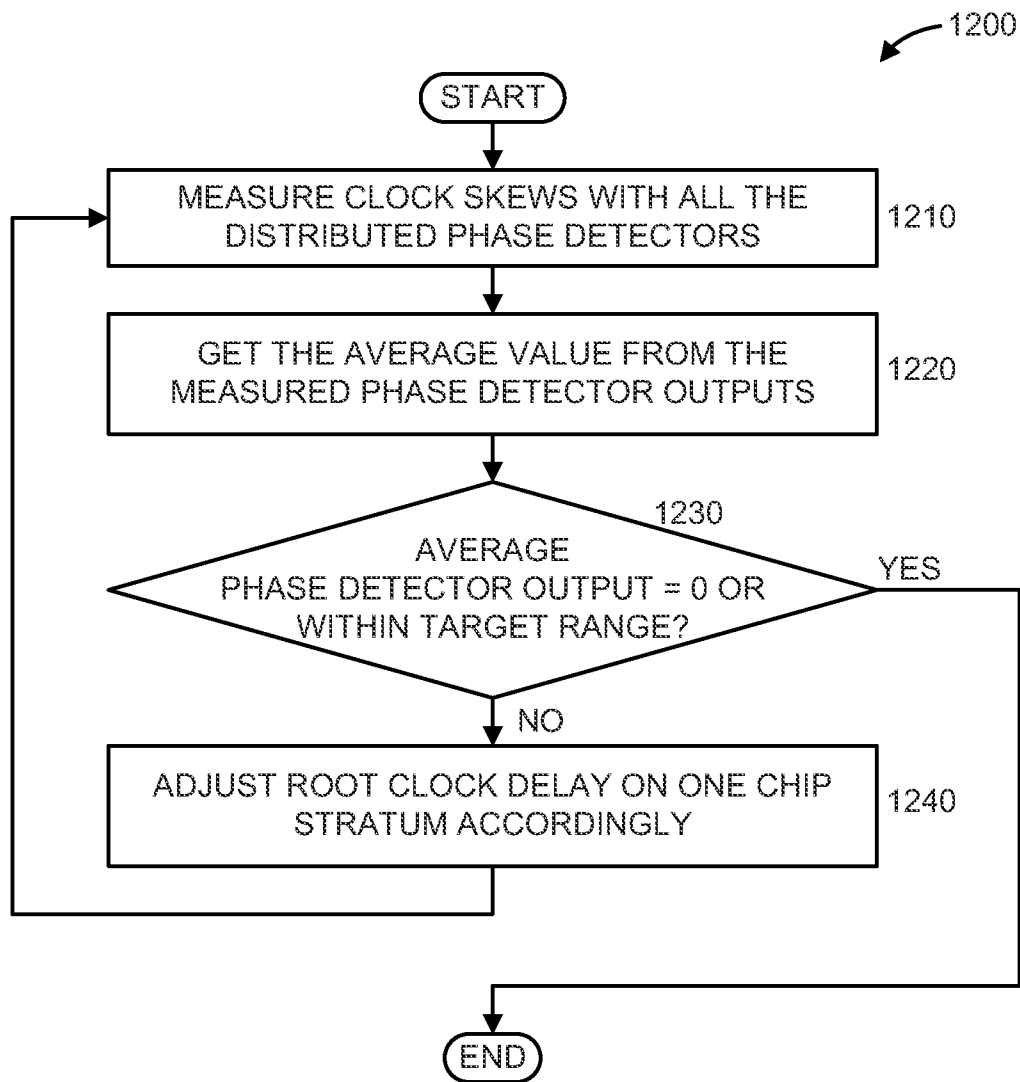 1200
START
MEASURE CLOCK SKEWS WITH ALL THE
DISTRIBUTED PHASE DETECTORS
1210
GET THE AVERAGE VALUE FROM THE
MEASURED PHASE DETECTOR OUTPUTS
1220
1230
AVERAGE
PHASE DETECTOR OUTPUT = 0 OR
WITHIN TARGET RANGE?
YES
NO
ADJUST ROOT CLOCK DELAY ON ONE CHIP
STRATUM ACCORDINGLY
1240
END